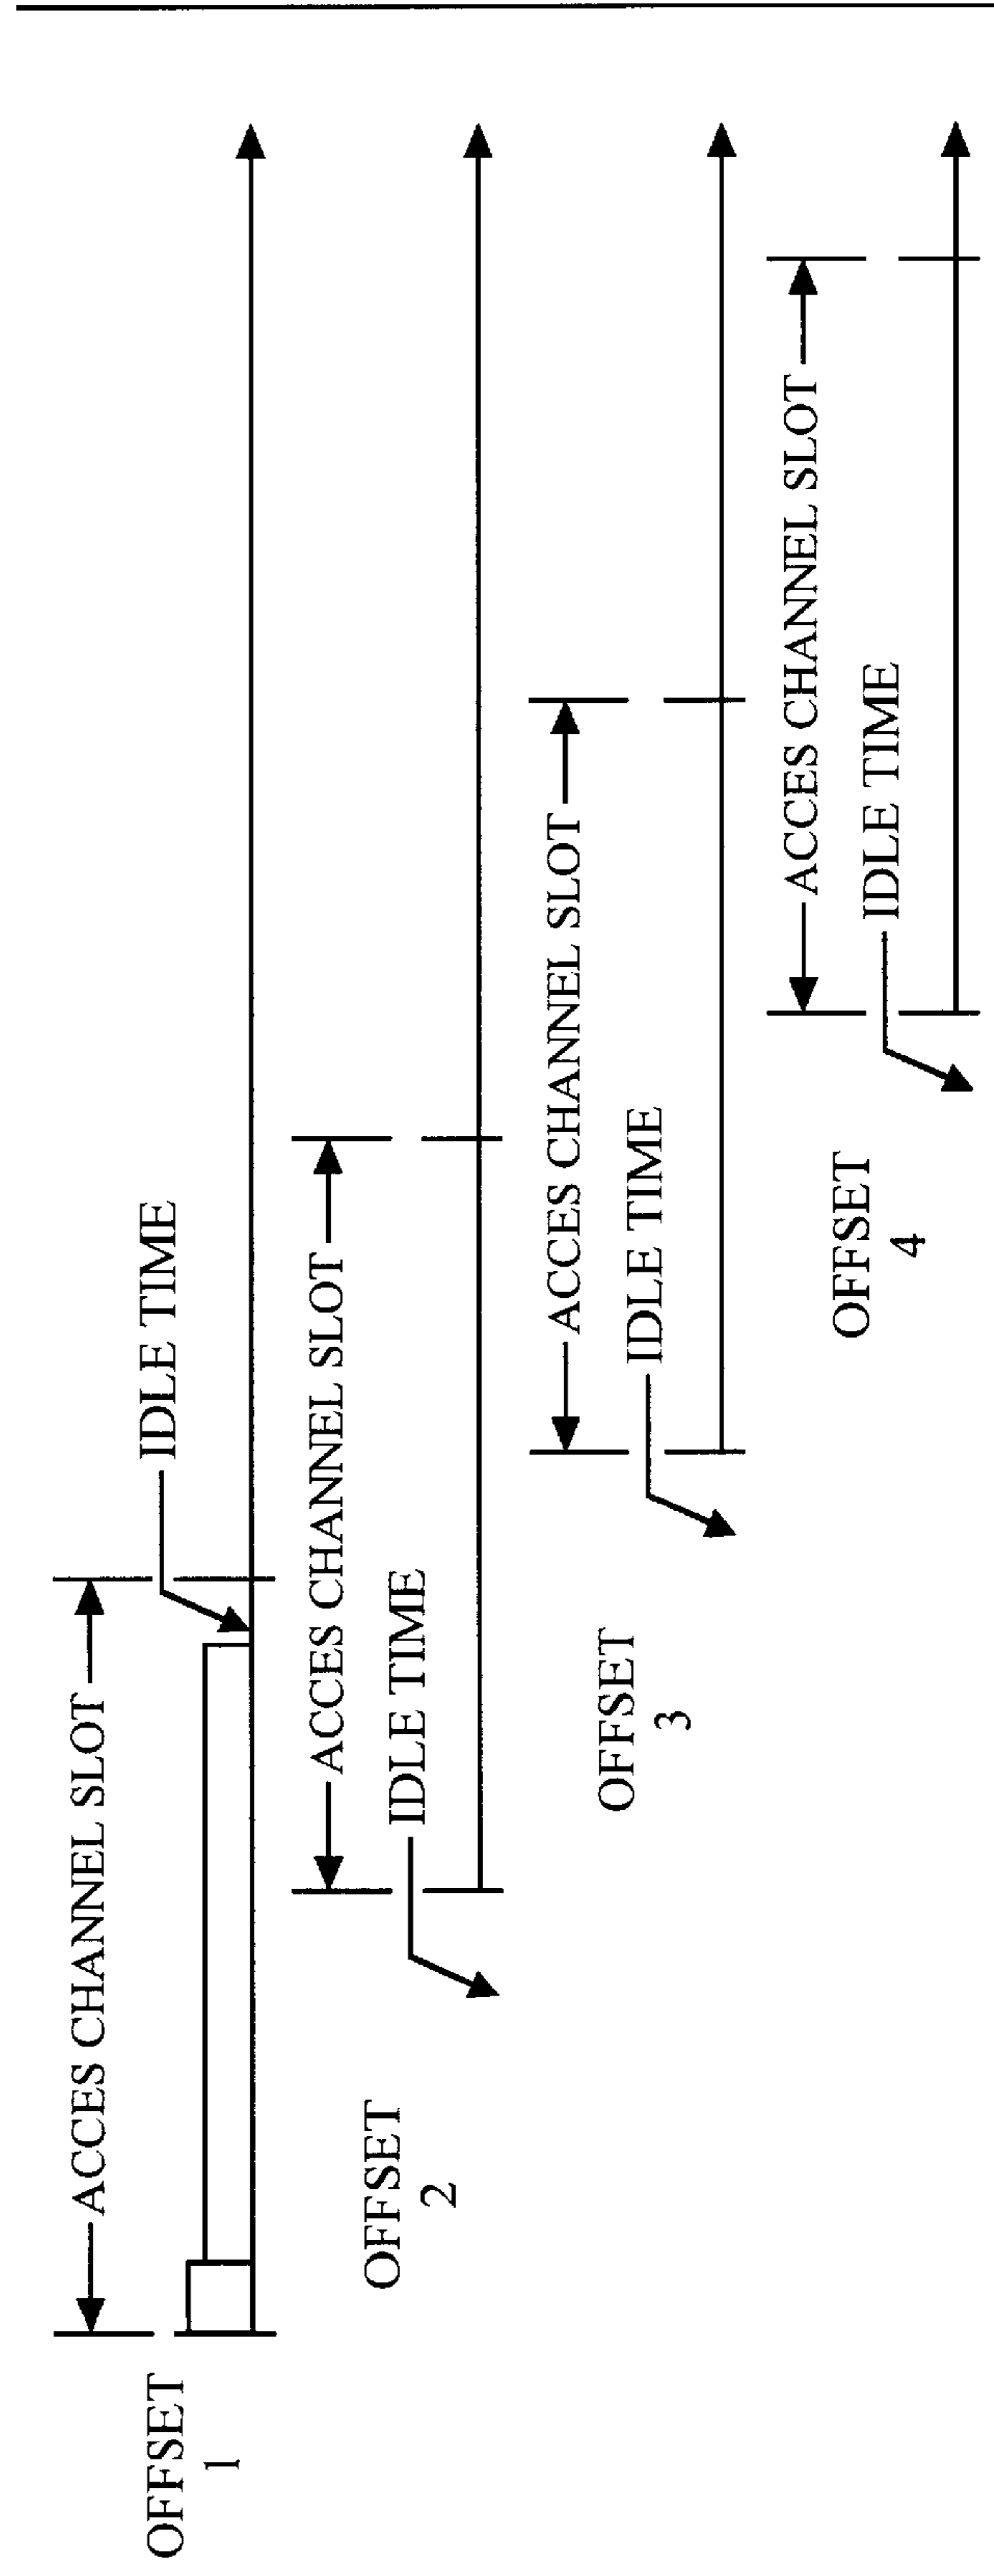 ACCES CHANNEL SLOT
OFFSET
1
IDLE TIME
ACCES CHANNEL SLOT
OFFSET
2
IDLE TIME
ACCES CHANNEL SLOT
OFFSET
3
IDLE TIME
ACCES CHANNEL SLOT
OFFSET
4
IDLE TIME